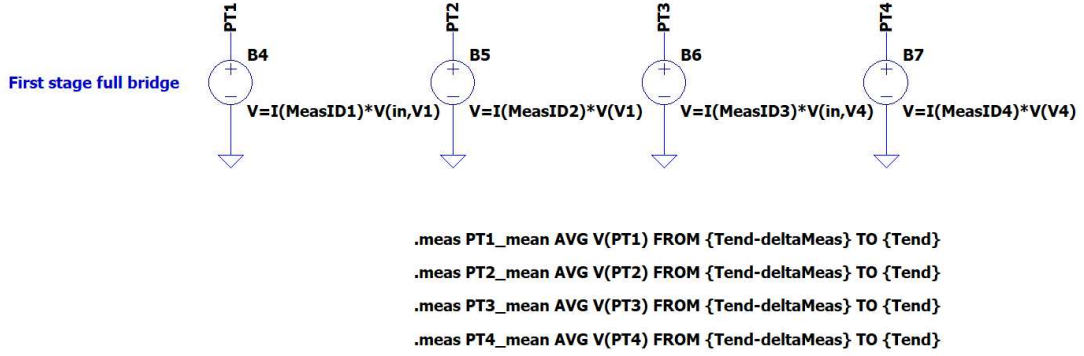 PT1 PT2 PT3 PT4
B4 B5 B6 B7
First stage full bridge
V=I(MeasID1)*V(in,V1) V=I(MeasID2)*V(V1) V=I(MeasID3)*V(in,V4) V=I(MeasID4)*V(V4)
.meas PT1_mean AVG V(PT1) FROM {Tend-deltaMeas} TO {Tend}
.meas PT2_mean AVG V(PT2) FROM {Tend-deltaMeas} TO {Tend}
.meas PT3_mean AVG V(PT3) FROM {Tend-deltaMeas} TO {Tend}
.meas PT4_mean AVG V(PT4) FROM {Tend-deltaMeas} TO {Tend}